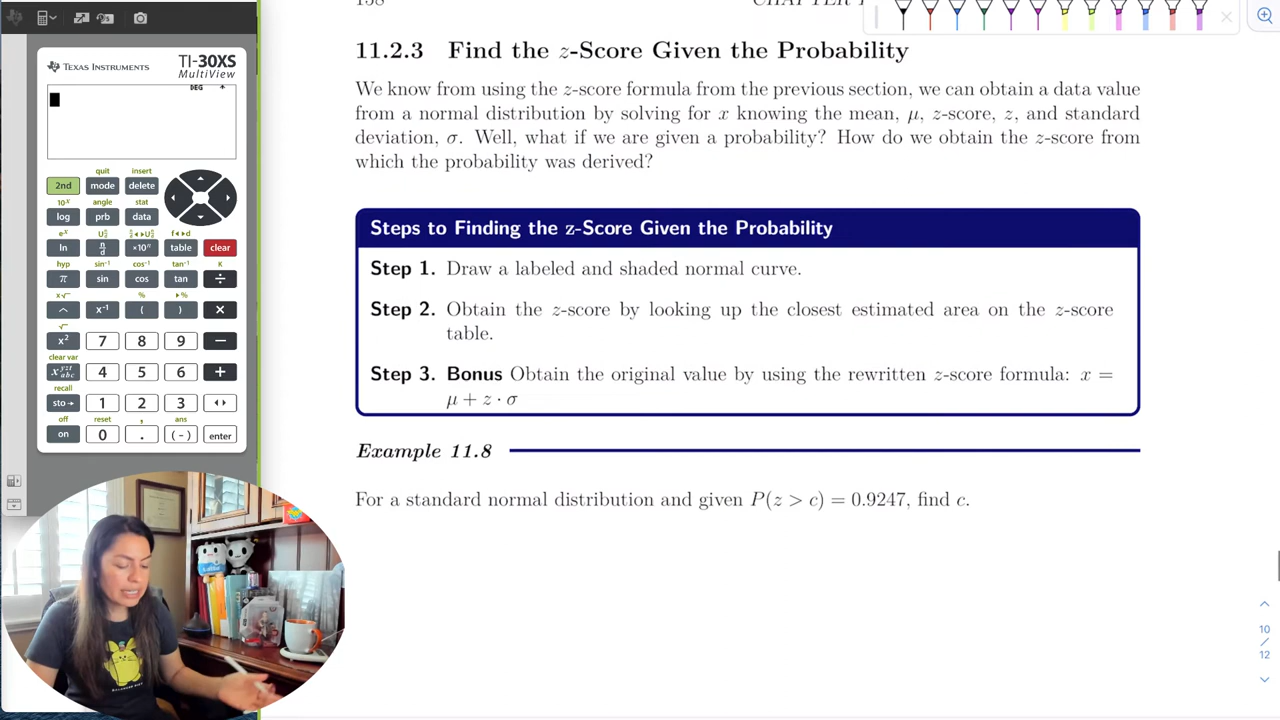 158
11.2.3 Find the z-Score Given the Probability
We know from using the z-score formula from the previous section, we can obtain a data value
from a normal distribution by solving for x knowing the mean, μ, z-score, z, and standard
deviation, σ. Well, what if we are given a probability? How do we obtain the z-score from
which the probability was derived?
Steps to Finding the z-Score Given the Probability
Step 1. Draw a labeled and shaded normal curve.
Step 2. Obtain the z-score by looking up the closest estimated area on the z-score
table.
Step 3. Bonus Obtain the original value by using the rewritten z-score formula: x =
μ + z · σ
Example 11.8
For a standard normal distribution and given P(z > c) = 0.9247, find c.
TEXAS INSTRUMENTS
TI-30XS
MultiView
DEG
quit insert
2nd mode delete
10ˣ angle stat
log prb data
eˣ
ln n/d ×10ⁿ table clear
hyp sin⁻¹ cos⁻¹ tan⁻¹ K
π sin cos tan ÷
x√ %
^ x⁻¹ ( ) ×
√
x² 7 8 9 −
clear var
x yzt abc 4 5 6 +
recall
sto→ 1 2 3
off reset , ans
on 0 . (-) enter
10
/
12